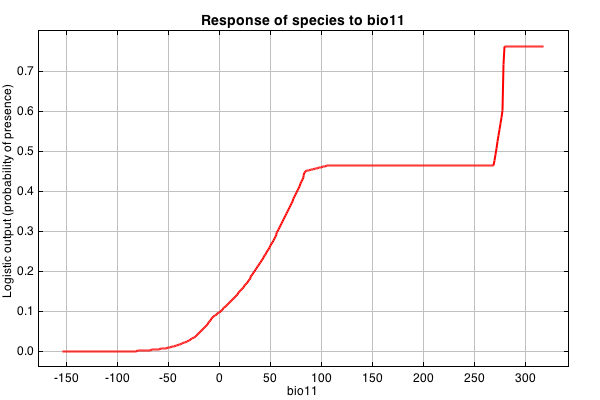 Response of species to bio11
Logistic output (probability of presence)
0.7
0.6
0.5
0.4
0.3
0.2
0.1
0.0
-150 -100 -50 0 50 100 150 200 250 300
bio11